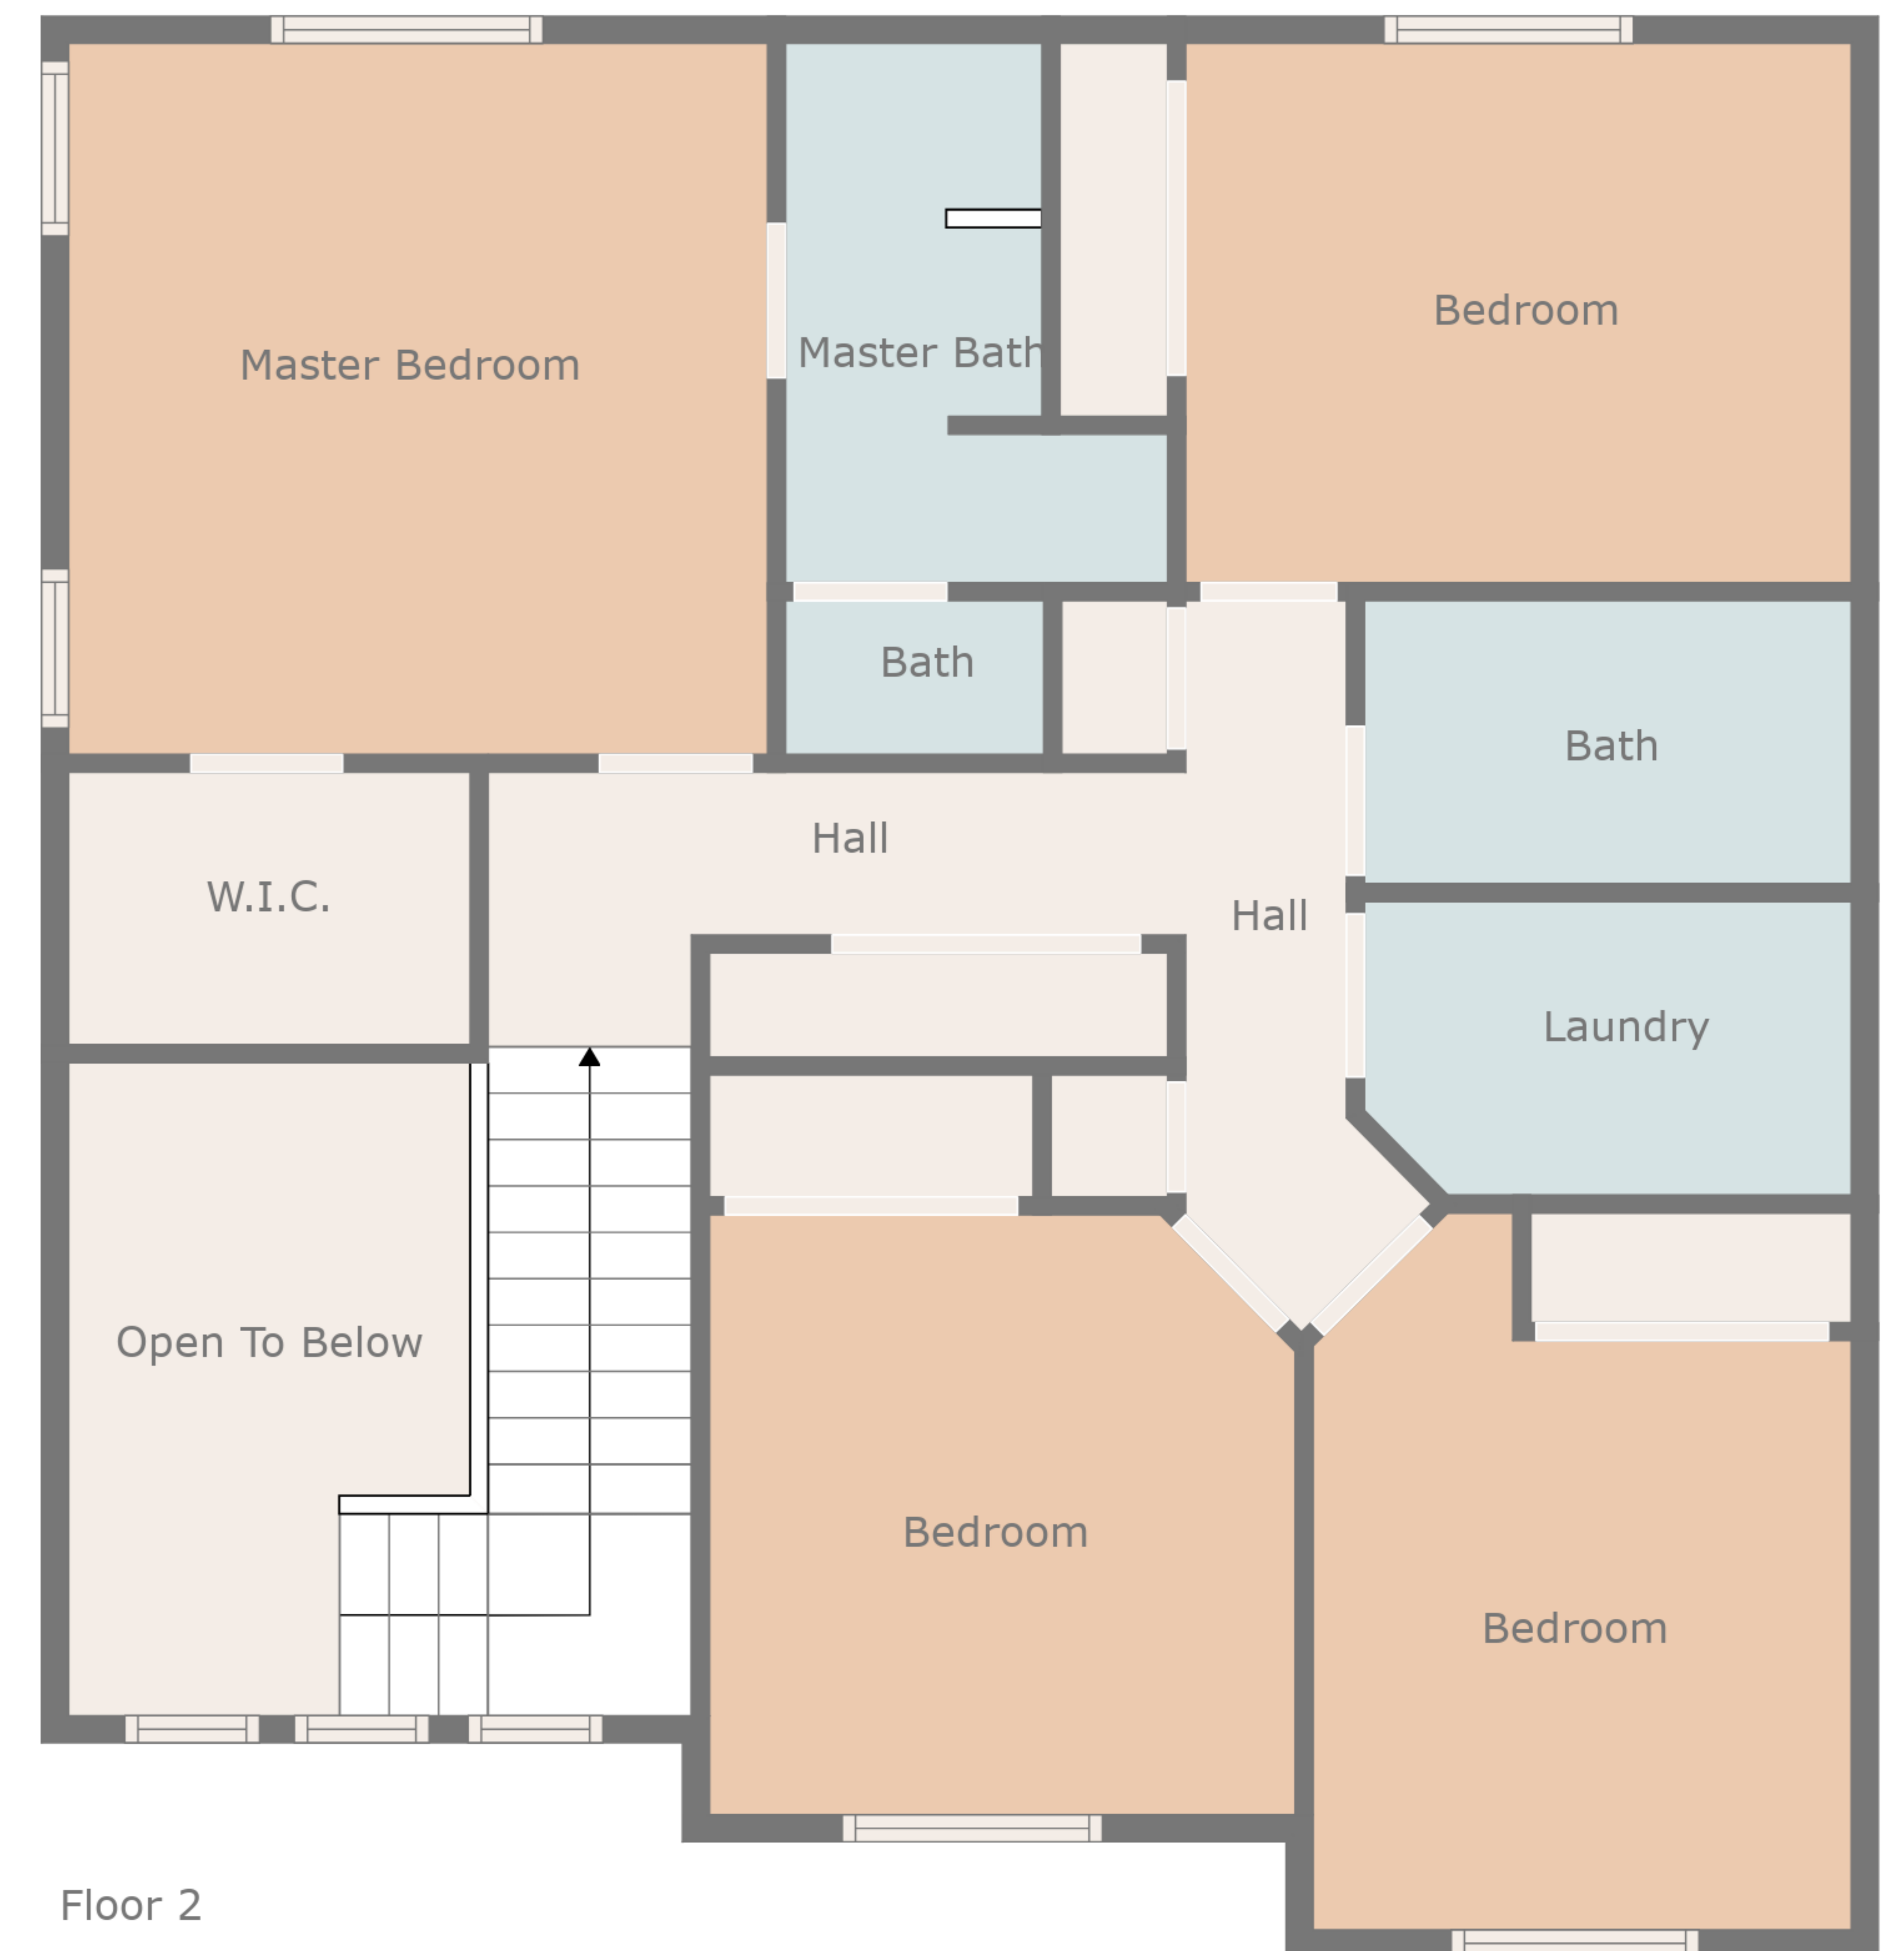 Bedroom
Master Bath
Master Bedroom
Bath
Bath
Hall
W.I.C.
Hall
Laundry
Open To Below
Bedroom
Bedroom
Floor 2